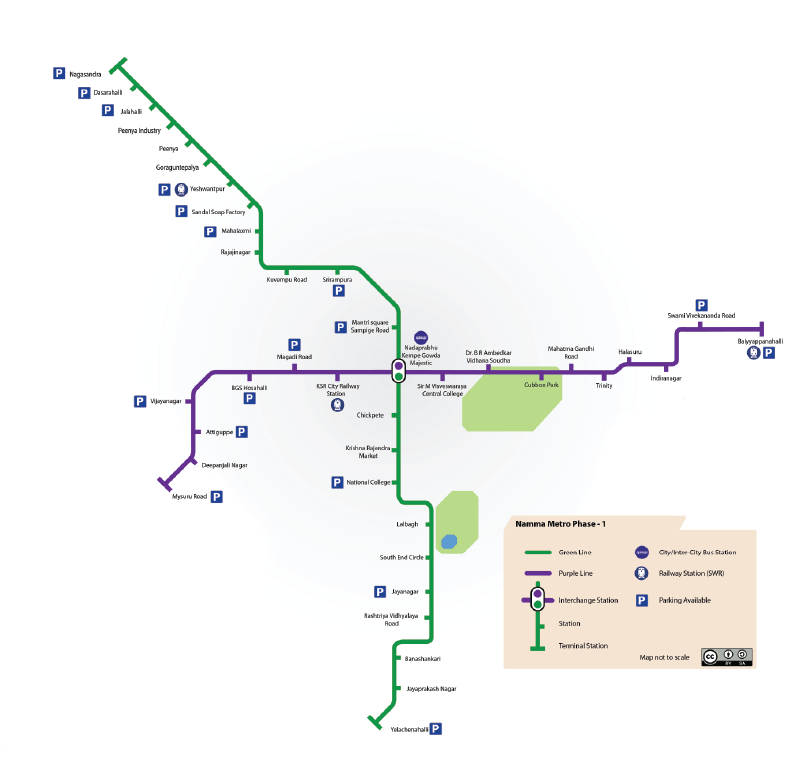 P Nagasandra
P Dasarahalli
P Jalahalli
Peenya Industry
Peenya
Goraguntepalya
P Yeshwantpur
P Sandal Soap Factory
P Mahalaxmi
Rajajinagar
Kuvempu Road
Srirampura
P
P Mantri square
Sampige Road
Nadaprabhu
Kempe Gowda
Majestic
P
Magadi Road
BGS Hosahalli
P
KSR City Railway
Station
P Vijayanagar
Attiguppe P
Deepanjali Nagar
Mysuru Road P
Sir M Visveswaraya
Central College
Dr. B R Ambedkar
Vidhana Soudha
Cubbon Park
Mahatma Gandhi
Road
Trinity
Halasuru
Indiranagar
P
Swami Vivekananda Road
Baiyyappanahalli
P
Chickpete
Krishna Rajendra
Market
P National College
Lalbagh
South End Circle
P Jayanagar
Rashtriya Vidhyalaya
Road
Banashankari
Jayaprakash Nagar
Yelachenahalli P
Namma Metro Phase - 1
Green Line
Purple Line
Interchange Station
Station
Terminal Station
City/Inter-City Bus Station
Railway Station (SWR)
P Parking Available
Map not to scale
cc BY SA